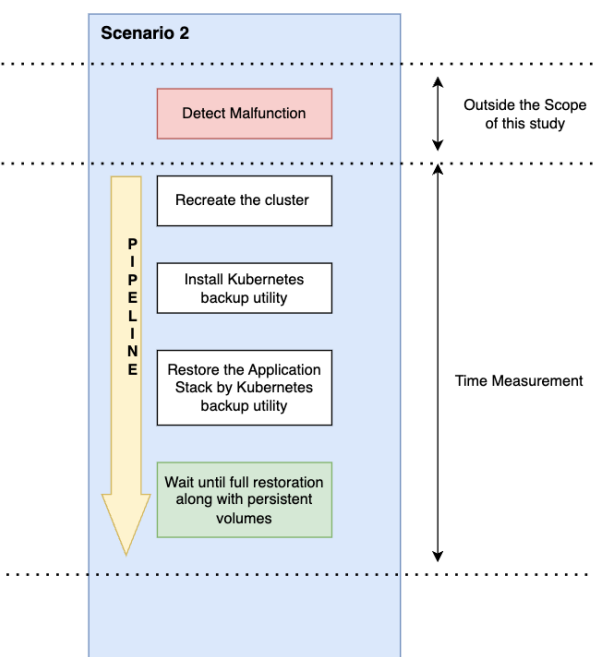 Scenario 2
Detect Malfunction
Outside the Scope
of this study
Recreate the cluster
PIPELINE
Install Kubernetes
backup utility
Restore the Application
Stack by Kubernetes
backup utility
Time Measurement
Wait until full restoration
along with persistent
volumes